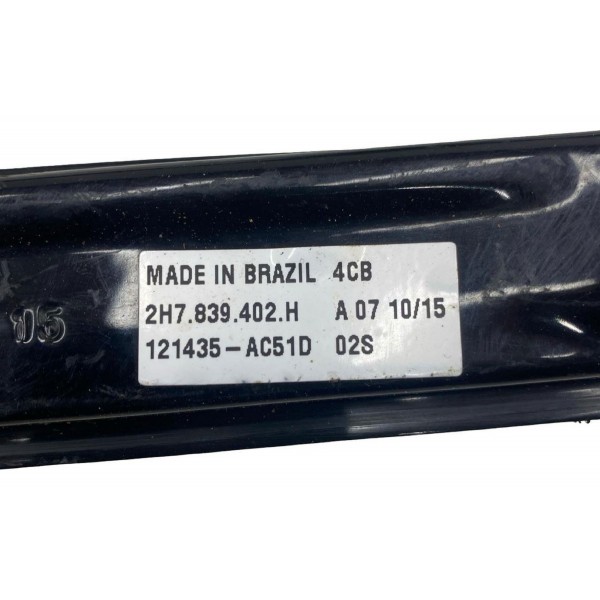 MADE IN BRAZIL 4CB
2H7.839.402.H A 07 10/15
121435-AC51D 02S